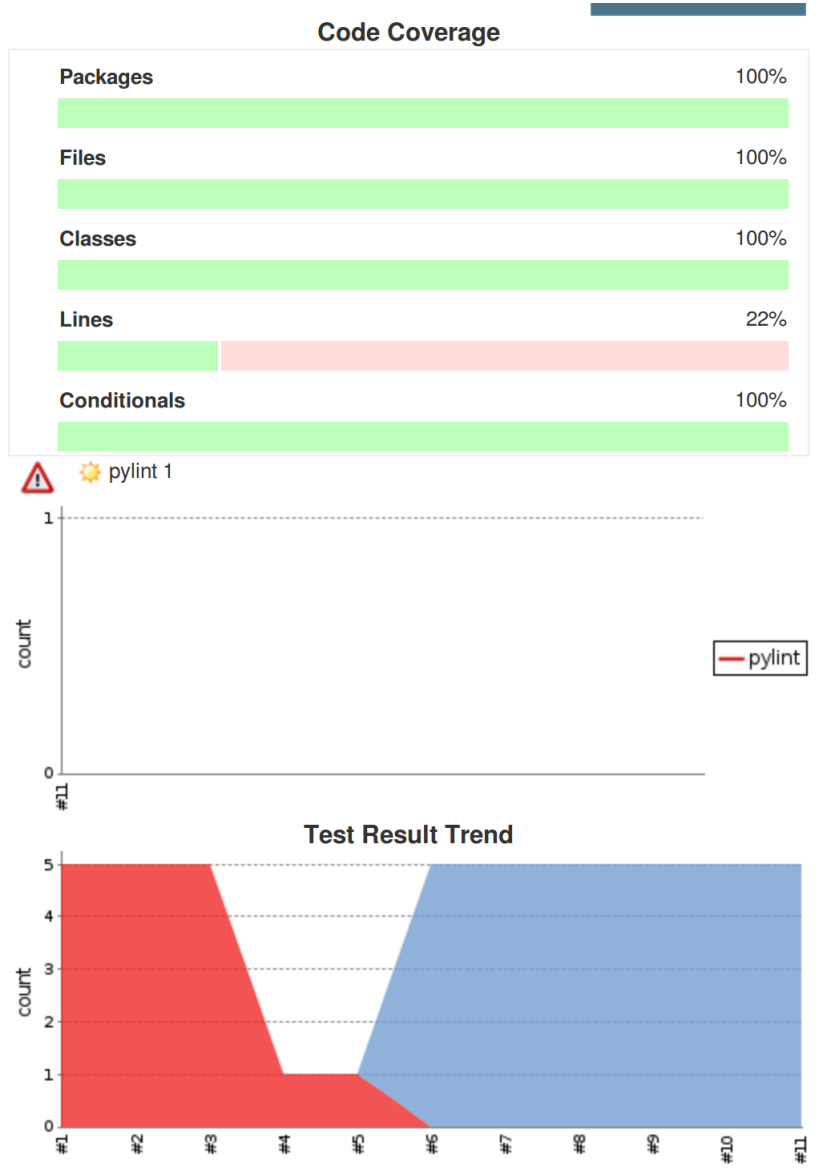 Code Coverage
Packages 100%
Files 100%
Classes 100%
Lines 22%
Conditionals 100%
pylint 1
1
count
pylint
0
#11
Test Result Trend
5
4
3
count
2
1
0
#1 #2 #3 #4 #5 #6 #7 #8 #9 #10 #11